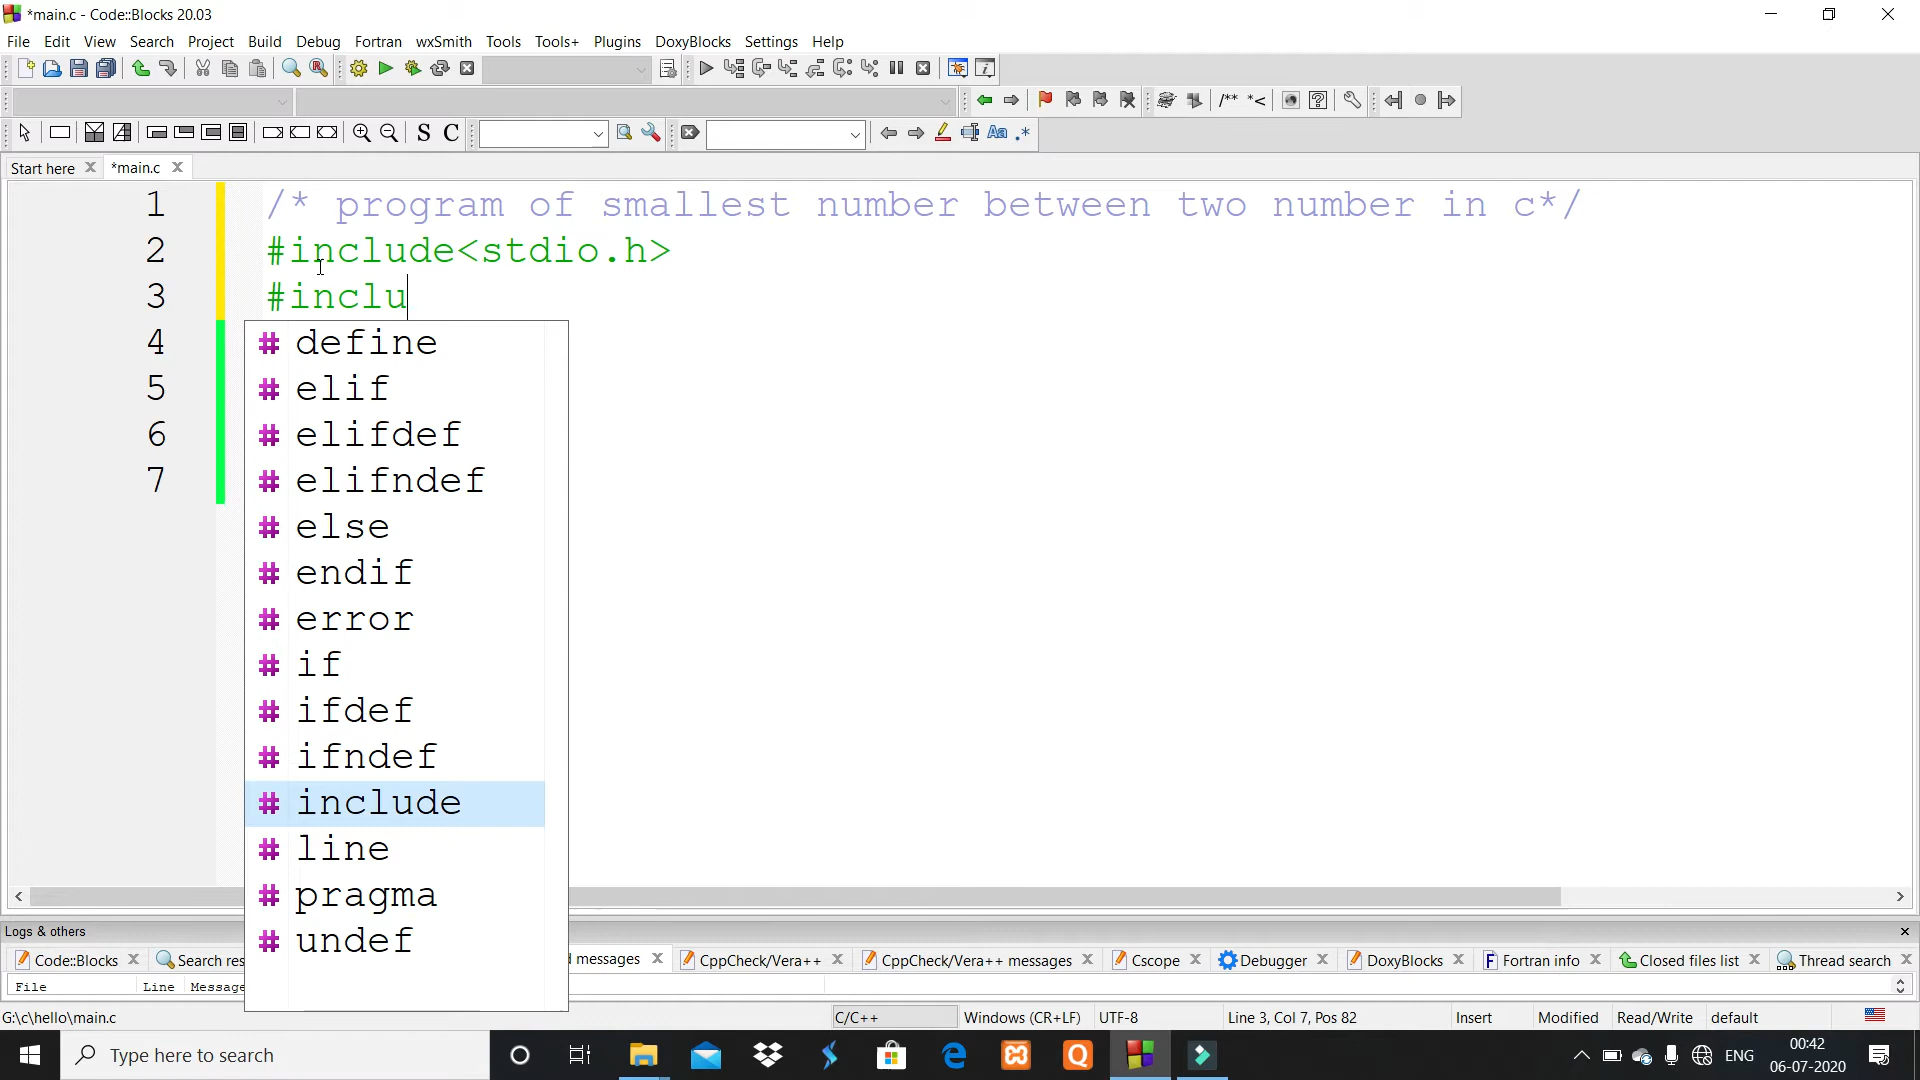 *main.c - Code::Blocks 20.03
File Edit View Search Project Build Debug Fortran wxSmith Tools Tools+ Plugins DoxyBlocks Settings Help
/** *<
S C Aa .*
Start here *main.c
1 /* program of smallest number between two number in c*/
2 #include<stdio.h>
3 #inclu
4 # define
5 # elif
6 # elifdef
7 # elifndef
# else
# endif
# error
# if
# ifdef
# ifndef
# include
# line
# pragma
# undef
Logs & others
Code::Blocks Search res d messages CppCheck/Vera++ CppCheck/Vera++ messages Cscope Debugger DoxyBlocks Fortran info Closed files list Thread search
File Line Message
G:\c\hello\main.c C/C++ Windows (CR+LF) UTF-8 Line 3, Col 7, Pos 82 Insert Modified Read/Write default
Type here to search ENG 00:42
06-07-2020